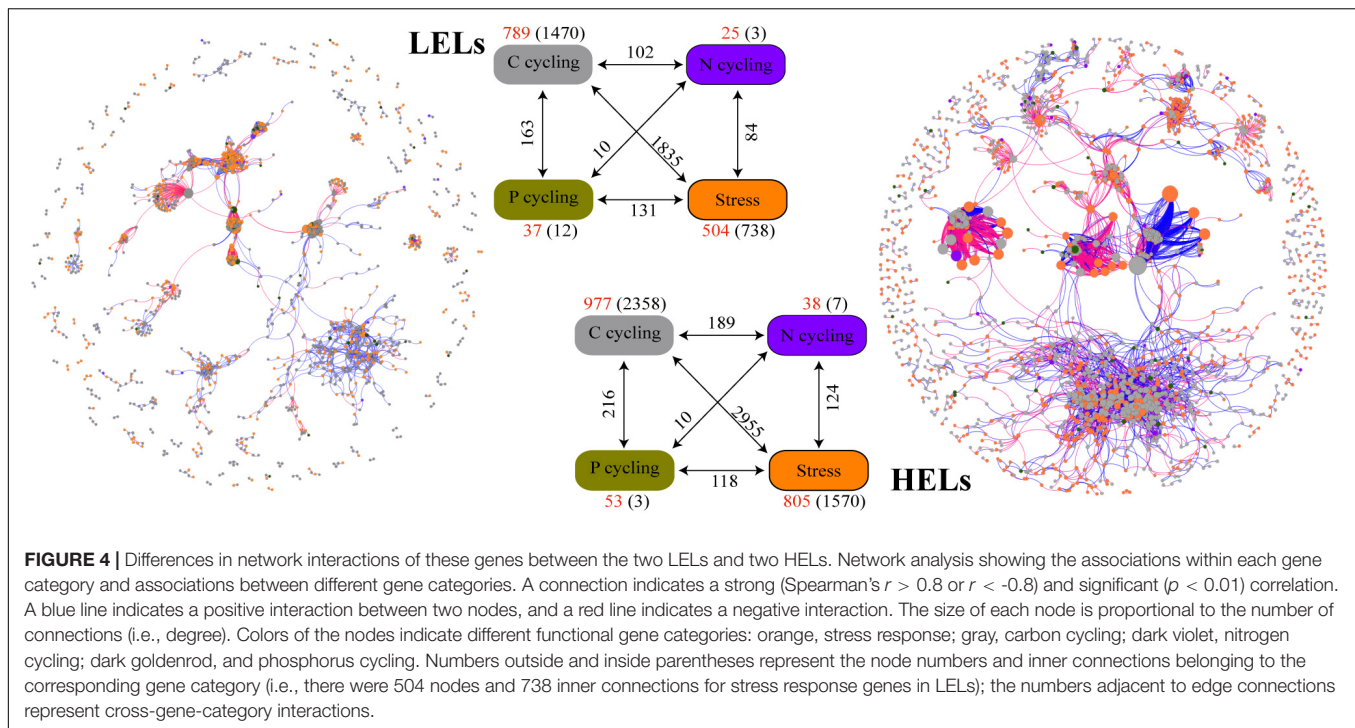 LELs
789 (1470)
25 (3)
C cycling
102
N cycling
163
10
1835
84
P cycling
131
Stress
37 (12)
504 (738)
977 (2358)
38 (7)
C cycling
189
N cycling
216
10
2955
124
P cycling
118
Stress
53 (3)
805 (1570)
HELs
FIGURE 4 | Differences in network interactions of these genes between the two LELs and two HELs. Network analysis showing the associations within each gene
category and associations between different gene categories. A connection indicates a strong (Spearman's r > 0.8 or r < -0.8) and significant (p < 0.01) correlation.
A blue line indicates a positive interaction between two nodes, and a red line indicates a negative interaction. The size of each node is proportional to the number of
connections (i.e., degree). Colors of the nodes indicate different functional gene categories: orange, stress response; gray, carbon cycling; dark violet, nitrogen
cycling; dark goldenrod, and phosphorus cycling. Numbers outside and inside parentheses represent the node numbers and inner connections belonging to the
corresponding gene category (i.e., there were 504 nodes and 738 inner connections for stress response genes in LELs); the numbers adjacent to edge connections
represent cross-gene-category interactions.